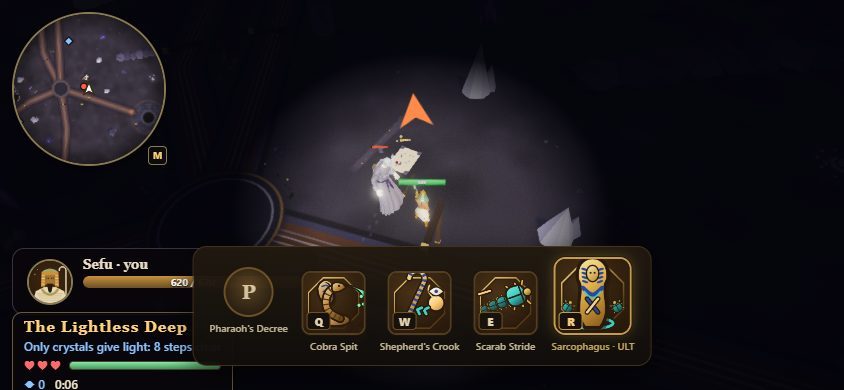 M
Sefu · you
620
The Lightless Deep
Only crystals give light: 8 steps
0 0:06
P
Pharaoh's Decree
Q
Cobra Spit
W
Shepherd's Crook
E
Scarab Stride
R
Sarcophagus · ULT